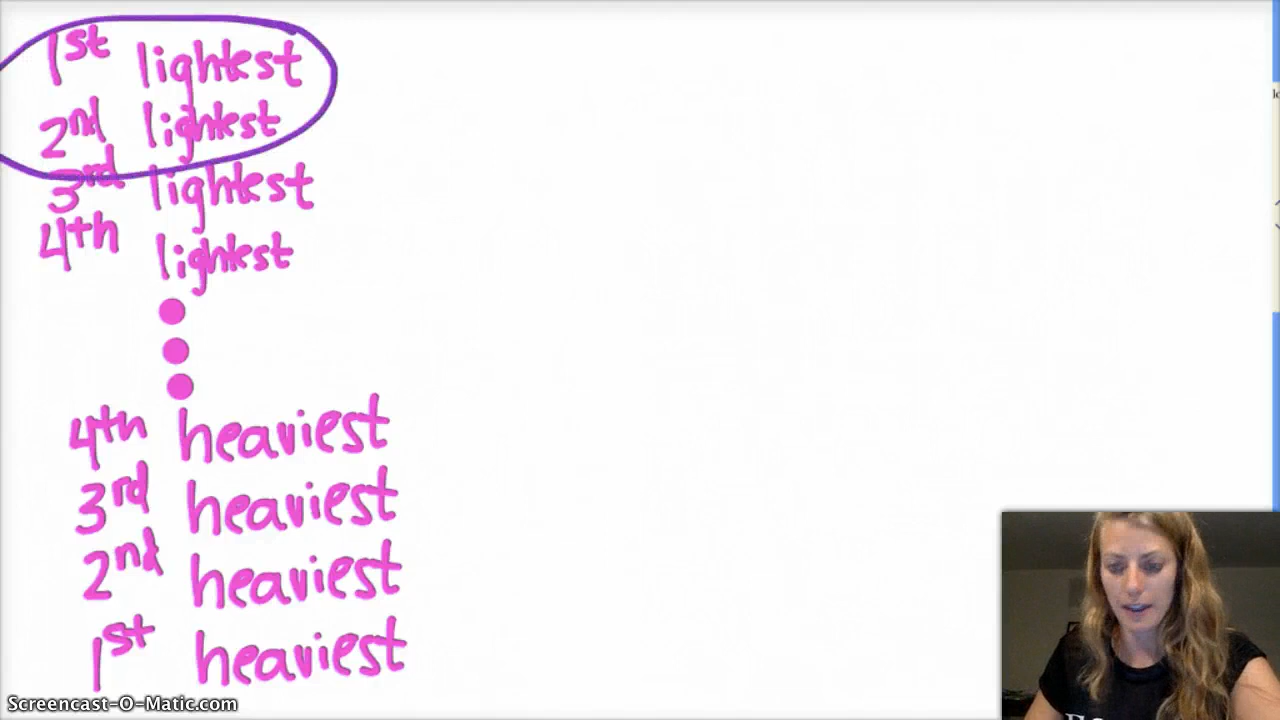 1st lightest
2nd lightest
3rd lightest
4th lightest
4th heaviest
3rd heaviest
2nd heaviest
1st heaviest
Screencast-O-Matic.com